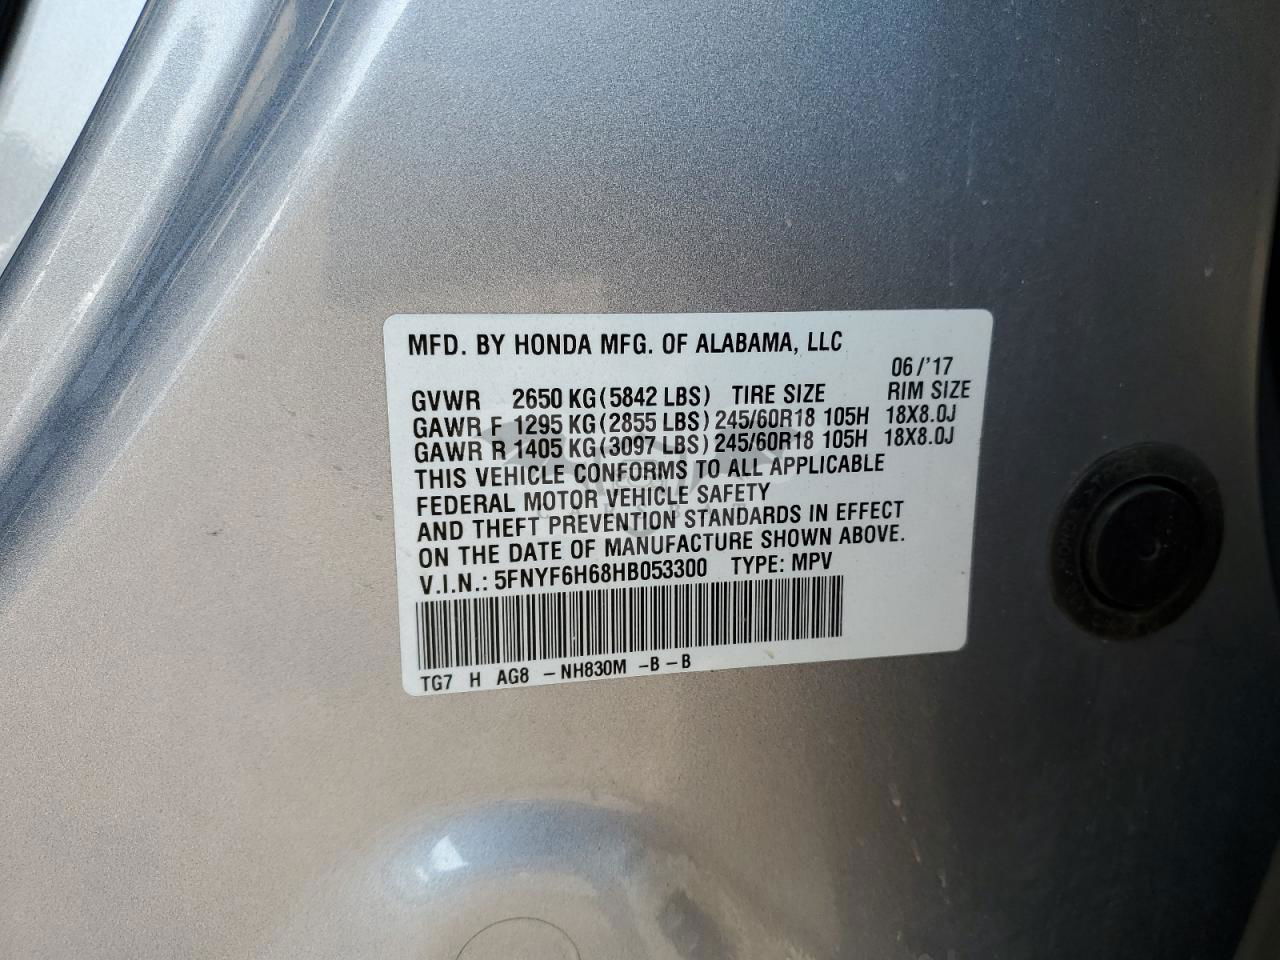 MFD. BY HONDA MFG. OF ALABAMA, LLC
06/'17
GVWR 2650 KG(5842 LBS) TIRE SIZE RIM SIZE
GAWR F 1295 KG(2855 LBS) 245/60R18 105H 18X8.0J
GAWR R 1405 KG(3097 LBS) 245/60R18 105H 18X8.0J
THIS VEHICLE CONFORMS TO ALL APPLICABLE
FEDERAL MOTOR VEHICLE SAFETY
AND THEFT PREVENTION STANDARDS IN EFFECT
ON THE DATE OF MANUFACTURE SHOWN ABOVE.
V.I.N.: 5FNYF6H68HB053300 TYPE: MPV
TG7 H AG8 -NH830M -B-B